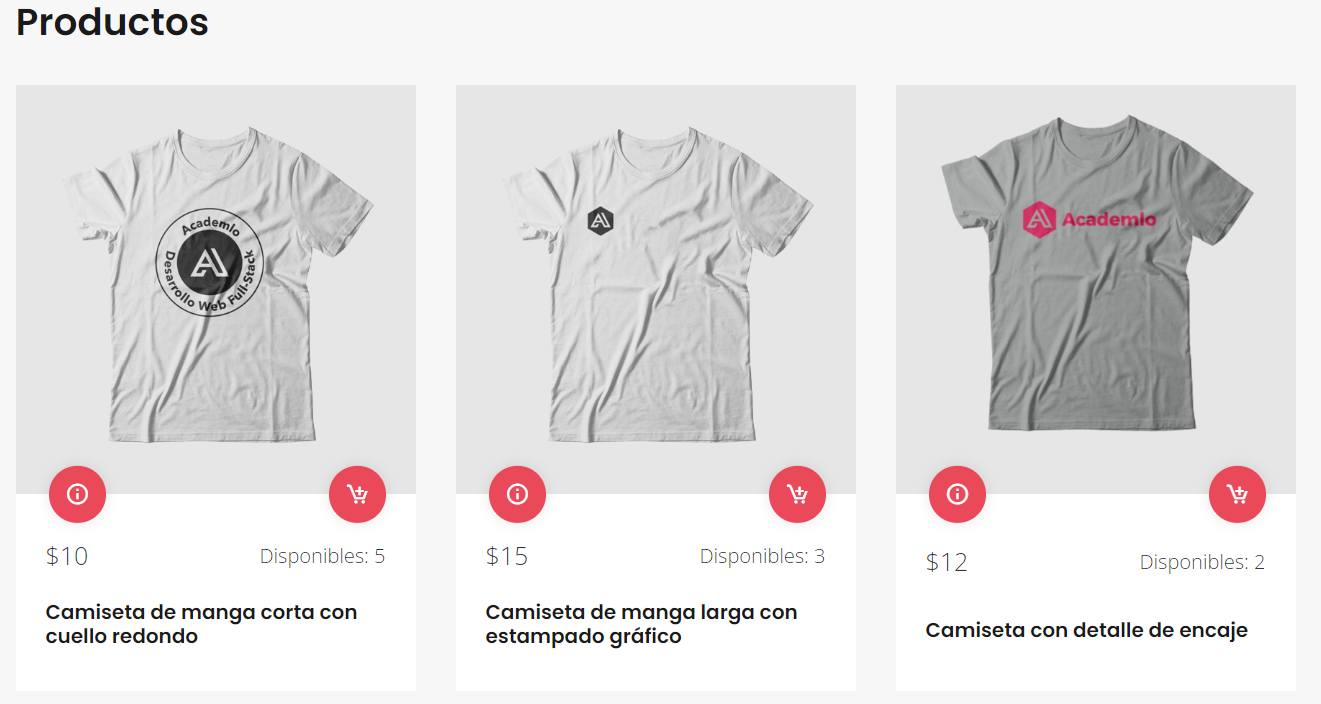 Productos
Academlo
Desarrollo Web Full-Stack
Academlo
$10
Disponibles: 5
Camiseta de manga corta con
cuello redondo
$15
Disponibles: 3
Camiseta de manga larga con
estampado gráfico
$12
Disponibles: 2
Camiseta con detalle de encaje